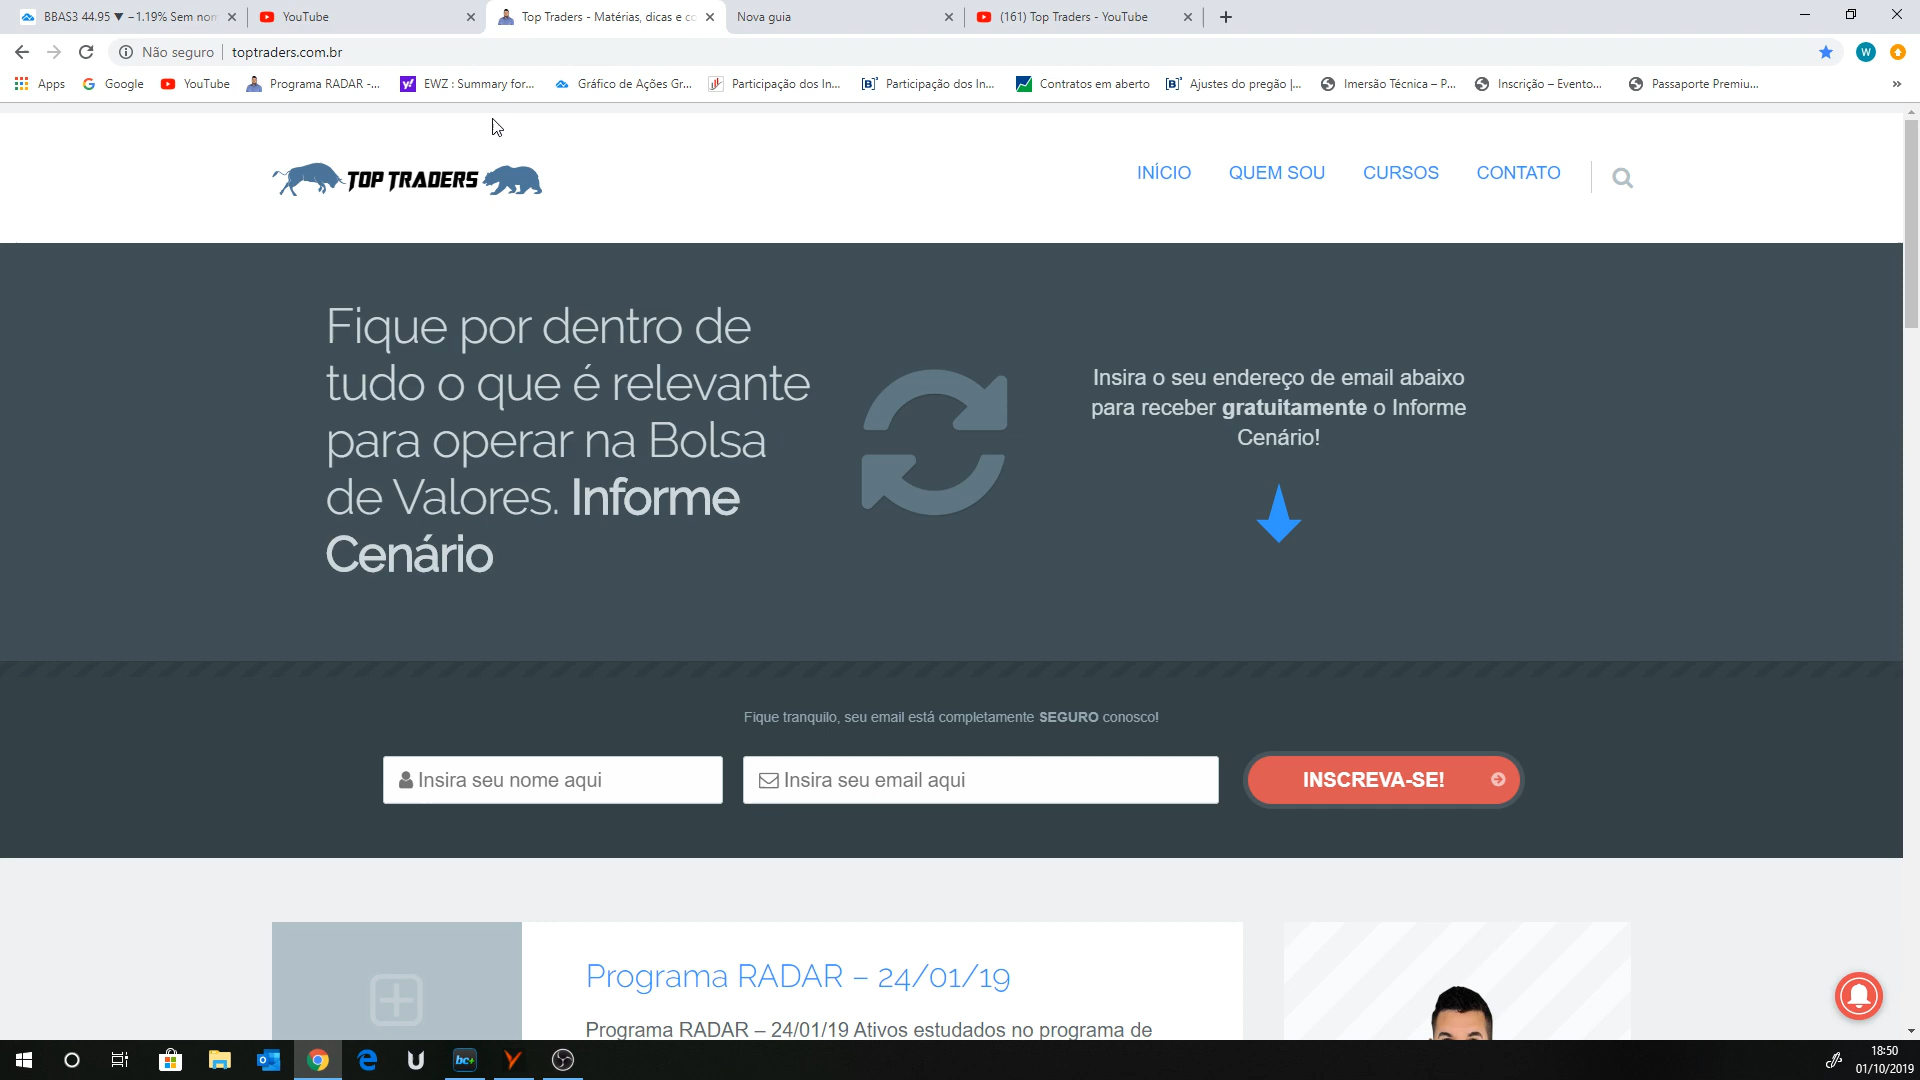 BBAS3 44.95 ▼ −1.19% Sem nom
YouTube
Top Traders - Matérias, dicas e co
Nova guia
(161) Top Traders - YouTube
Não seguro
toptraders.com.br
W
Apps
Google
YouTube
Programa RADAR -...
EWZ : Summary for...
Gráfico de Ações Gr...
Participação dos In...
Participação dos In...
Contratos em aberto
Ajustes do pregão |...
Imersão Técnica – P...
Inscrição – Evento...
Passaporte Premiu...
»
TOP TRADERS
INÍCIO
QUEM SOU
CURSOS
CONTATO
Fique por dentro de
tudo o que é relevante
para operar na Bolsa
de Valores. Informe
Cenário
Insira o seu endereço de email abaixo
para receber gratuitamente o Informe
Cenário!
Fique tranquilo, seu email está completamente SEGURO conosco!
Insira seu nome aqui
Insira seu email aqui
INSCREVA-SE!
Programa RADAR – 24/01/19
Programa RADAR – 24/01/19 Ativos estudados no programa de
bc+
18:50
01/10/2019